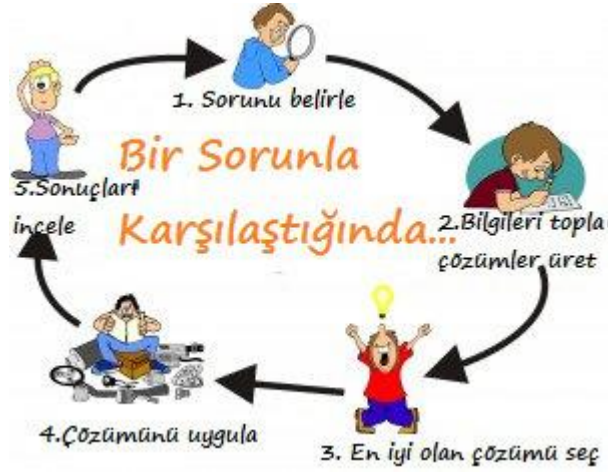 1. Sorunu belirle
Bir Sorunla
Karşılaştığında...
2.Bilgileri topla
çözümler üret
3. En iyi olan çözümü seç
4.Çözümünü uygula
5.Sonuçları
incele